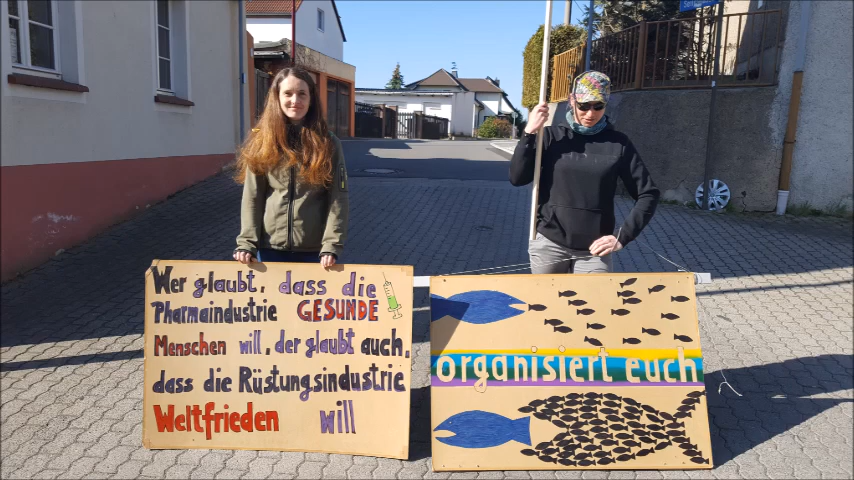 Wer glaubt, dass die
Pharmaindustrie GESUNDE
Menschen will, der glaubt auch,
dass die Rüstungsindustrie
Weltfrieden will
organisiert euch